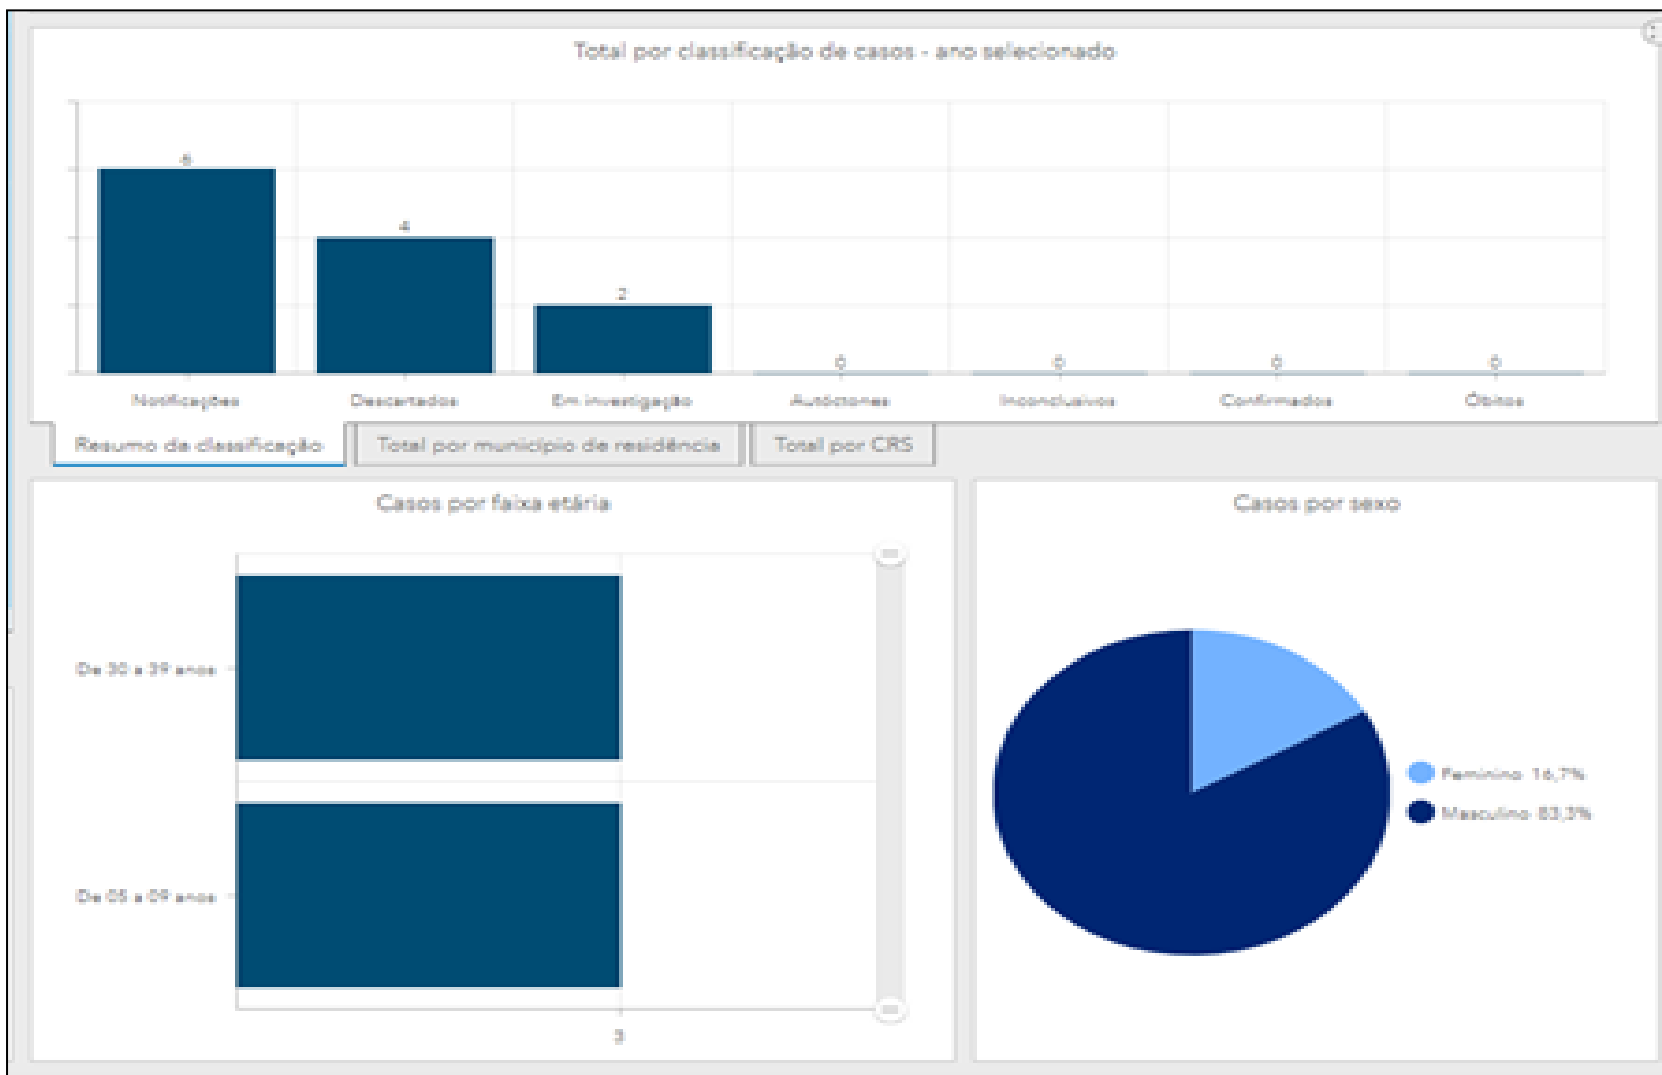 Total por classificação de casos - ano selecionado
6
4
2
0
0
0
0
Notificações
Descartados
Em investigação
Autóctones
Inconclusivos
Confirmados
Óbitos
Resumo da classificação
Total por município de residência
Total por CRS
Casos por faixa etária
De 30 a 39 anos
De 05 a 09 anos
3
Casos por sexo
Feminino 16,7%
Masculino 83,3%